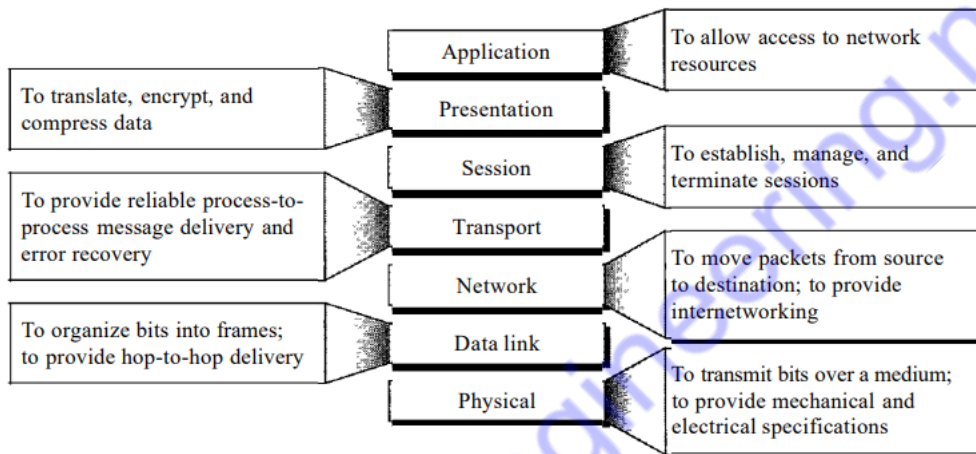 Application
To allow access to network
resources
To translate, encrypt, and
compress data
Presentation
Session
To establish, manage, and
terminate sessions
To provide reliable process-to-
process message delivery and
error recovery
Transport
Network
To move packets from source
to destination; to provide
internetworking
To organize bits into frames;
to provide hop-to-hop delivery
Data link
Physical
To transmit bits over a medium;
to provide mechanical and
electrical specifications